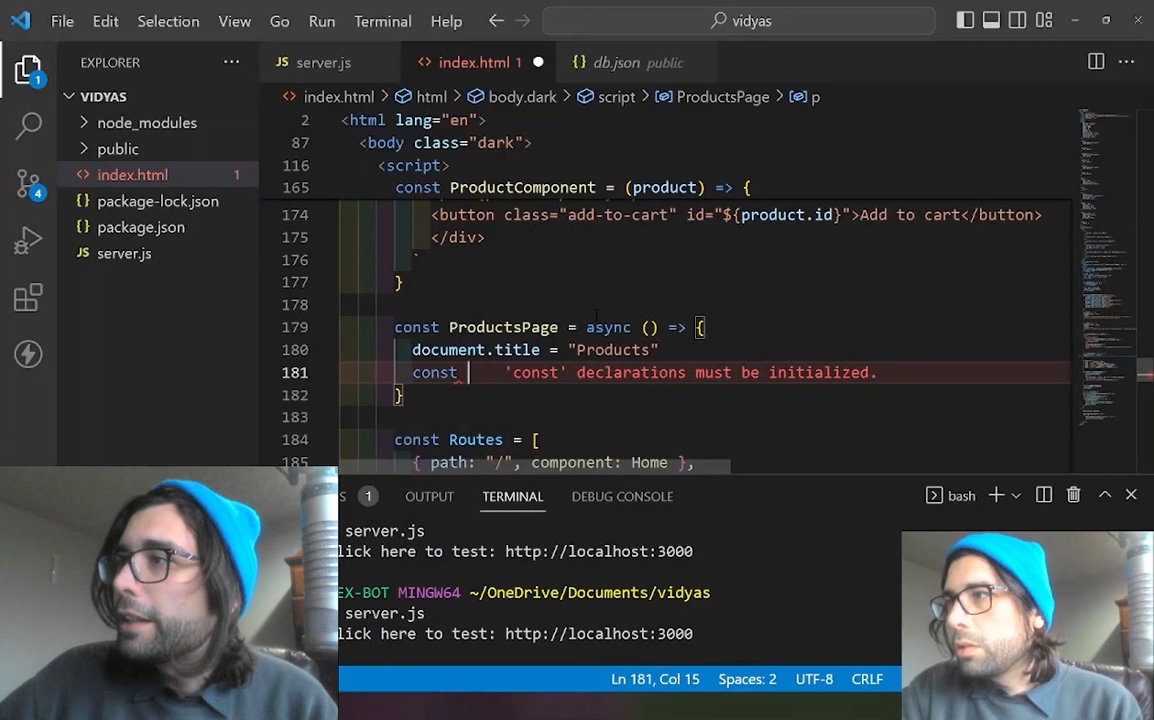 File Edit Selection View Go Run Terminal Help vidyas
EXPLORER
VIDYAS
node_modules
public
index.html 1
package-lock.json
package.json
server.js
1
4
JS server.js
<> index.html 1
{} db.json public
<> index.html > html > body.dark > script > ProductsPage > p
2 <html lang="en">
87 <body class="dark">
116 <script>
165 const ProductComponent = (product) => {
174 <button class="add-to-cart" id="${product.id}">Add to cart</button>
175 </div>
176 `
177 }
178
179 const ProductsPage = async () => {
180 document.title = "Products"
181 const 'const' declarations must be initialized.
182 }
183
184 const Routes = [
185 { path: "/", component: Home },
S 1 OUTPUT TERMINAL DEBUG CONSOLE bash
server.js
lick here to test: http://localhost:3000
EX-BOT MINGW64 ~/OneDrive/Documents/vidyas
server.js
lick here to test: http://localhost:3000
Ln 181, Col 15 Spaces: 2 UTF-8 CRLF